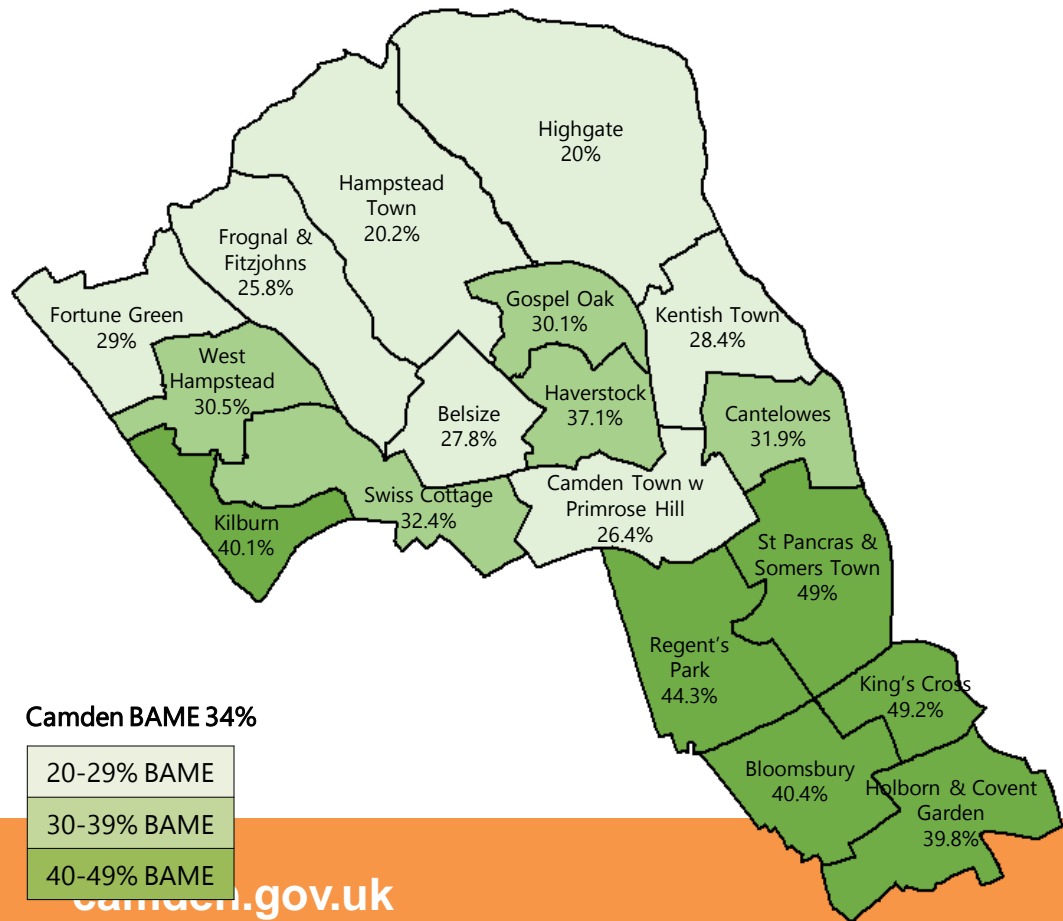 Highgate
20%
Hampstead
Town
20.2%
Frognal &
Fitzjohns
25.8%
Fortune Green
29%
West
Hampstead
30.5%
Gospel Oak
30.1%
Kentish Town
28.4%
Belsize
27.8%
Haverstock
37.1%
Cantelowes
31.9%
Swiss Cottage
32.4%
Camden Town w
Primrose Hill
26.4%
Kilburn
40.1%
St Pancras &
Somers Town
49%
Regent's
Park
44.3%
King's Cross
49.2%
Bloomsbury
40.4%
Holborn & Covent
Garden
39.8%
Camden BAME 34%
20-29% BAME
30-39% BAME
40-49% BAME
camden.gov.uk